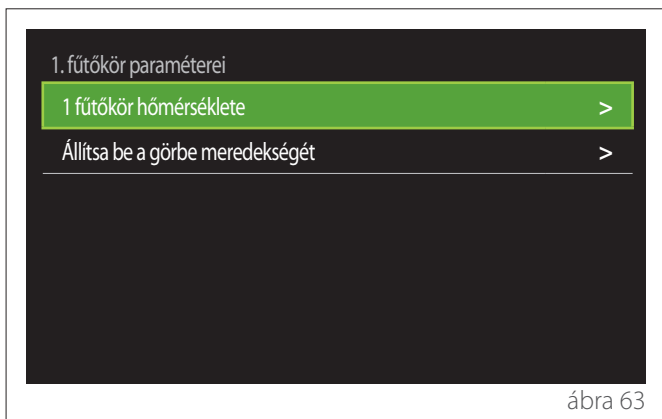 1. fűtőkör paraméterei
1 fűtőkör hőmérséklete >
Állítsa be a görbe meredekségét >
ábra 63